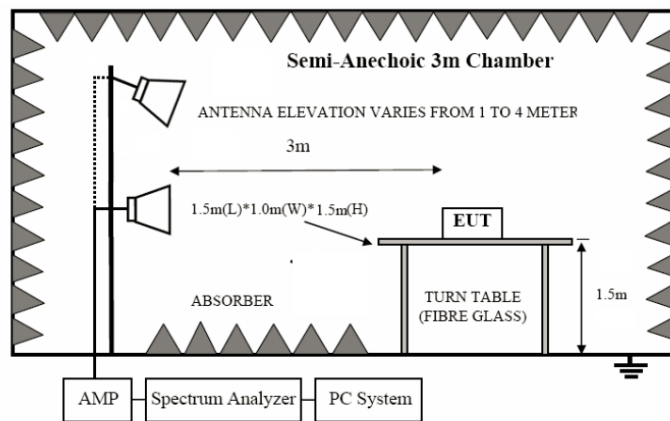 Semi-Anechoic 3m Chamber
ANTENNA ELEVATION VARIES FROM 1 TO 4 METER
3m
1.5m(L)*1.0m(W)*1.5m(H)
EUT
ABSORBER
TURN TABLE
(FIBRE GLASS)
1.5m
AMP
Spectrum Analyzer
PC System